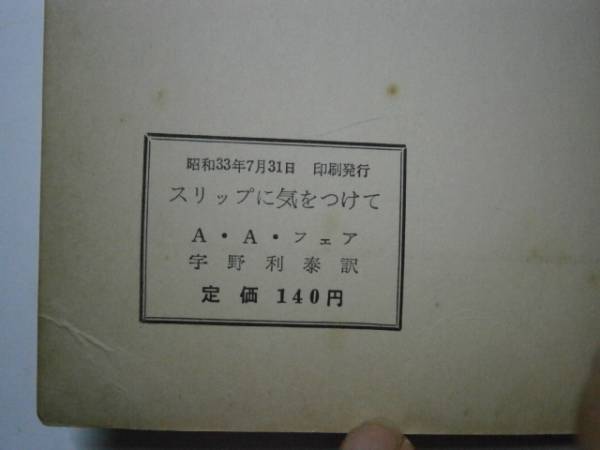 昭和33年7月31日　印刷発行
スリップに気をつけて
A・A・フェア
宇野利泰訳
定価 140円